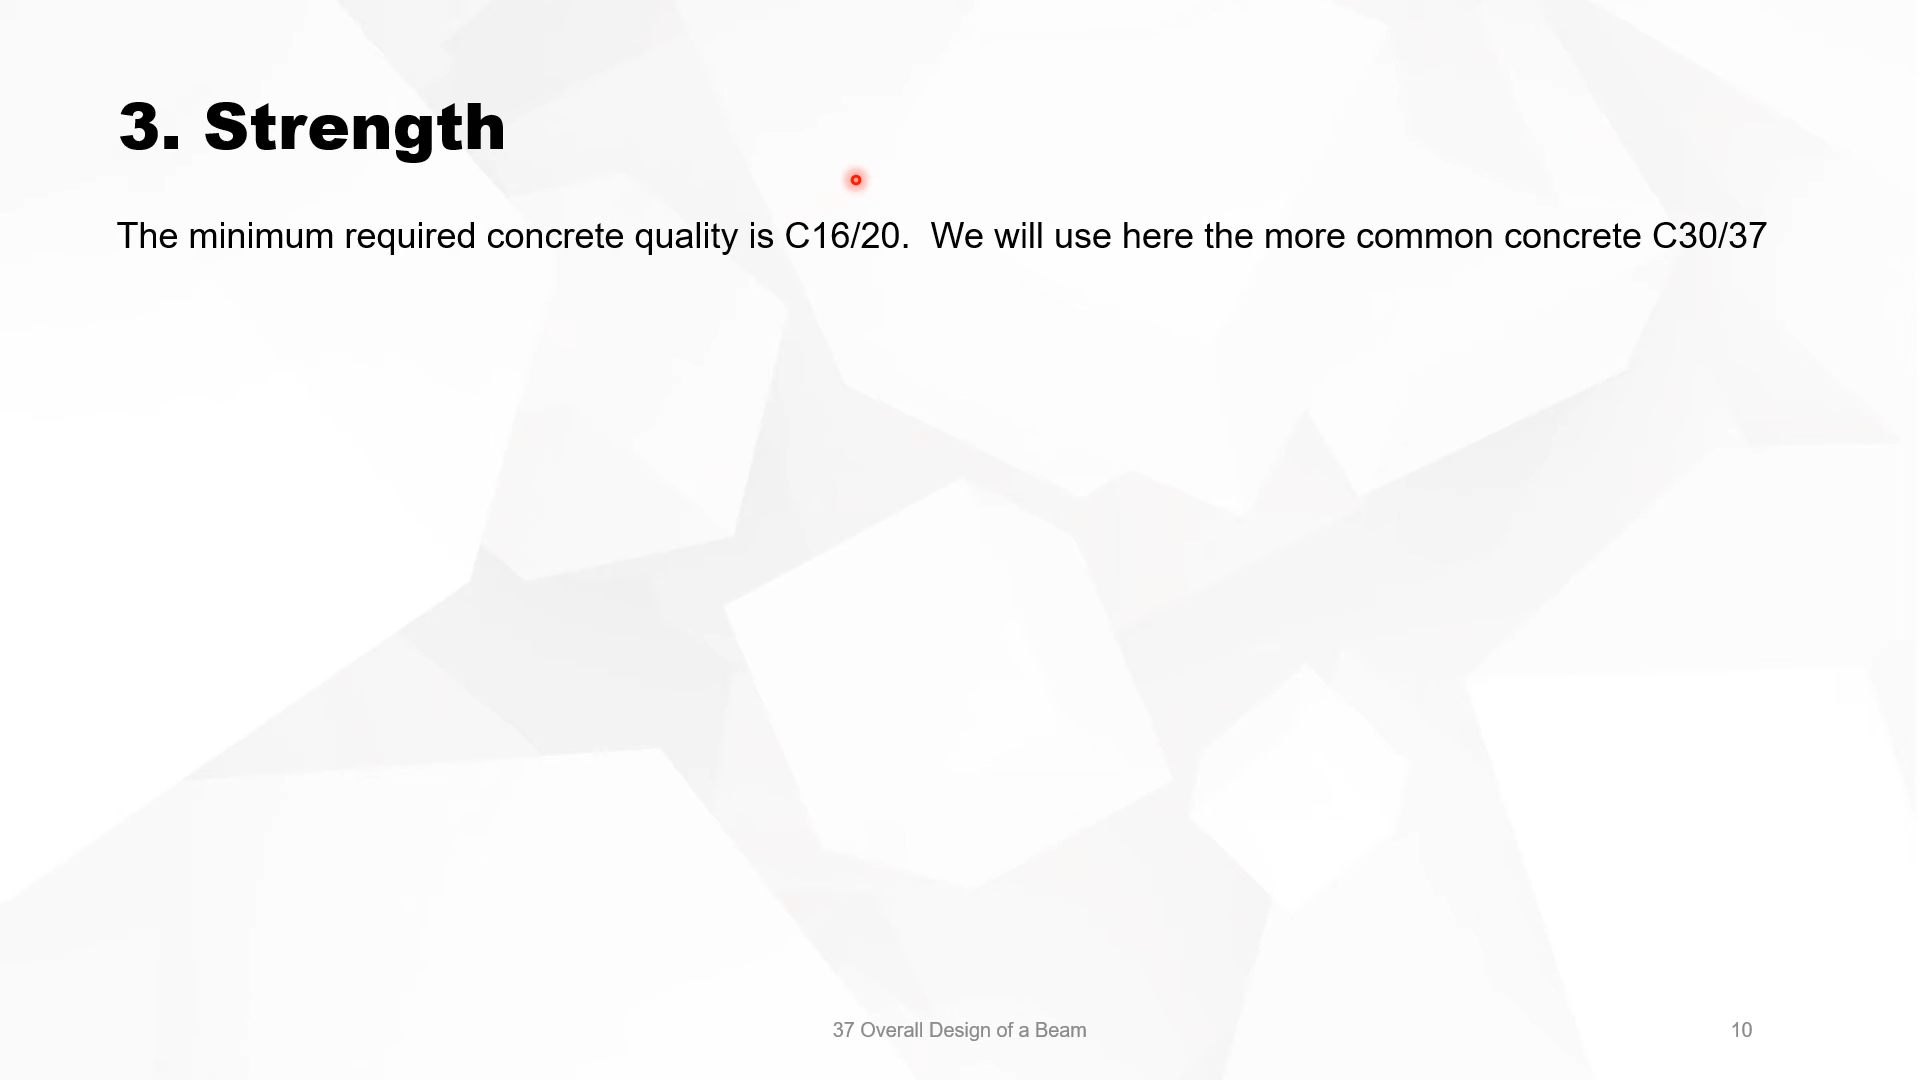 3. Strength
The minimum required concrete quality is C16/20.  We will use here the more common concrete C30/37
37 Overall Design of a Beam
10